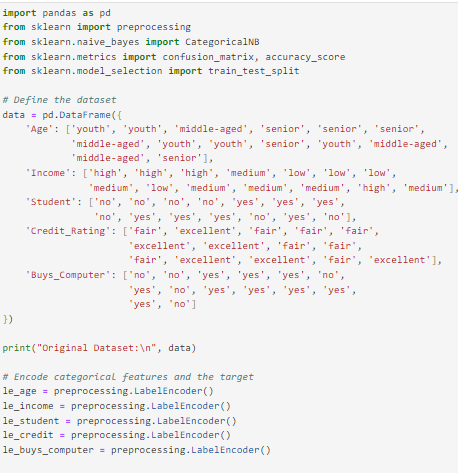 import pandas as pd
from sklearn import preprocessing
from sklearn.naive_bayes import CategoricalNB
from sklearn.metrics import confusion_matrix, accuracy_score
from sklearn.model_selection import train_test_split

# Define the dataset
data = pd.DataFrame({
    'Age': ['youth', 'youth', 'middle-aged', 'senior', 'senior', 'senior',
            'middle-aged', 'youth', 'youth', 'senior', 'youth', 'middle-aged',
            'middle-aged', 'senior'],
    'Income': ['high', 'high', 'high', 'medium', 'low', 'low', 'low',
               'medium', 'low', 'medium', 'medium', 'medium', 'high', 'medium'],
    'Student': ['no', 'no', 'no', 'no', 'yes', 'yes', 'yes',
                'no', 'yes', 'yes', 'yes', 'no', 'yes', 'no'],
    'Credit_Rating': ['fair', 'excellent', 'fair', 'fair', 'fair',
                      'excellent', 'excellent', 'fair', 'fair',
                      'fair', 'excellent', 'excellent', 'fair', 'excellent'],
    'Buys_Computer': ['no', 'no', 'yes', 'yes', 'yes', 'no',
                      'yes', 'no', 'yes', 'yes', 'yes', 'yes',
                      'yes', 'no']
})

print("Original Dataset:\n", data)

# Encode categorical features and the target
le_age = preprocessing.LabelEncoder()
le_income = preprocessing.LabelEncoder()
le_student = preprocessing.LabelEncoder()
le_credit = preprocessing.LabelEncoder()
le_buys_computer = preprocessing.LabelEncoder()